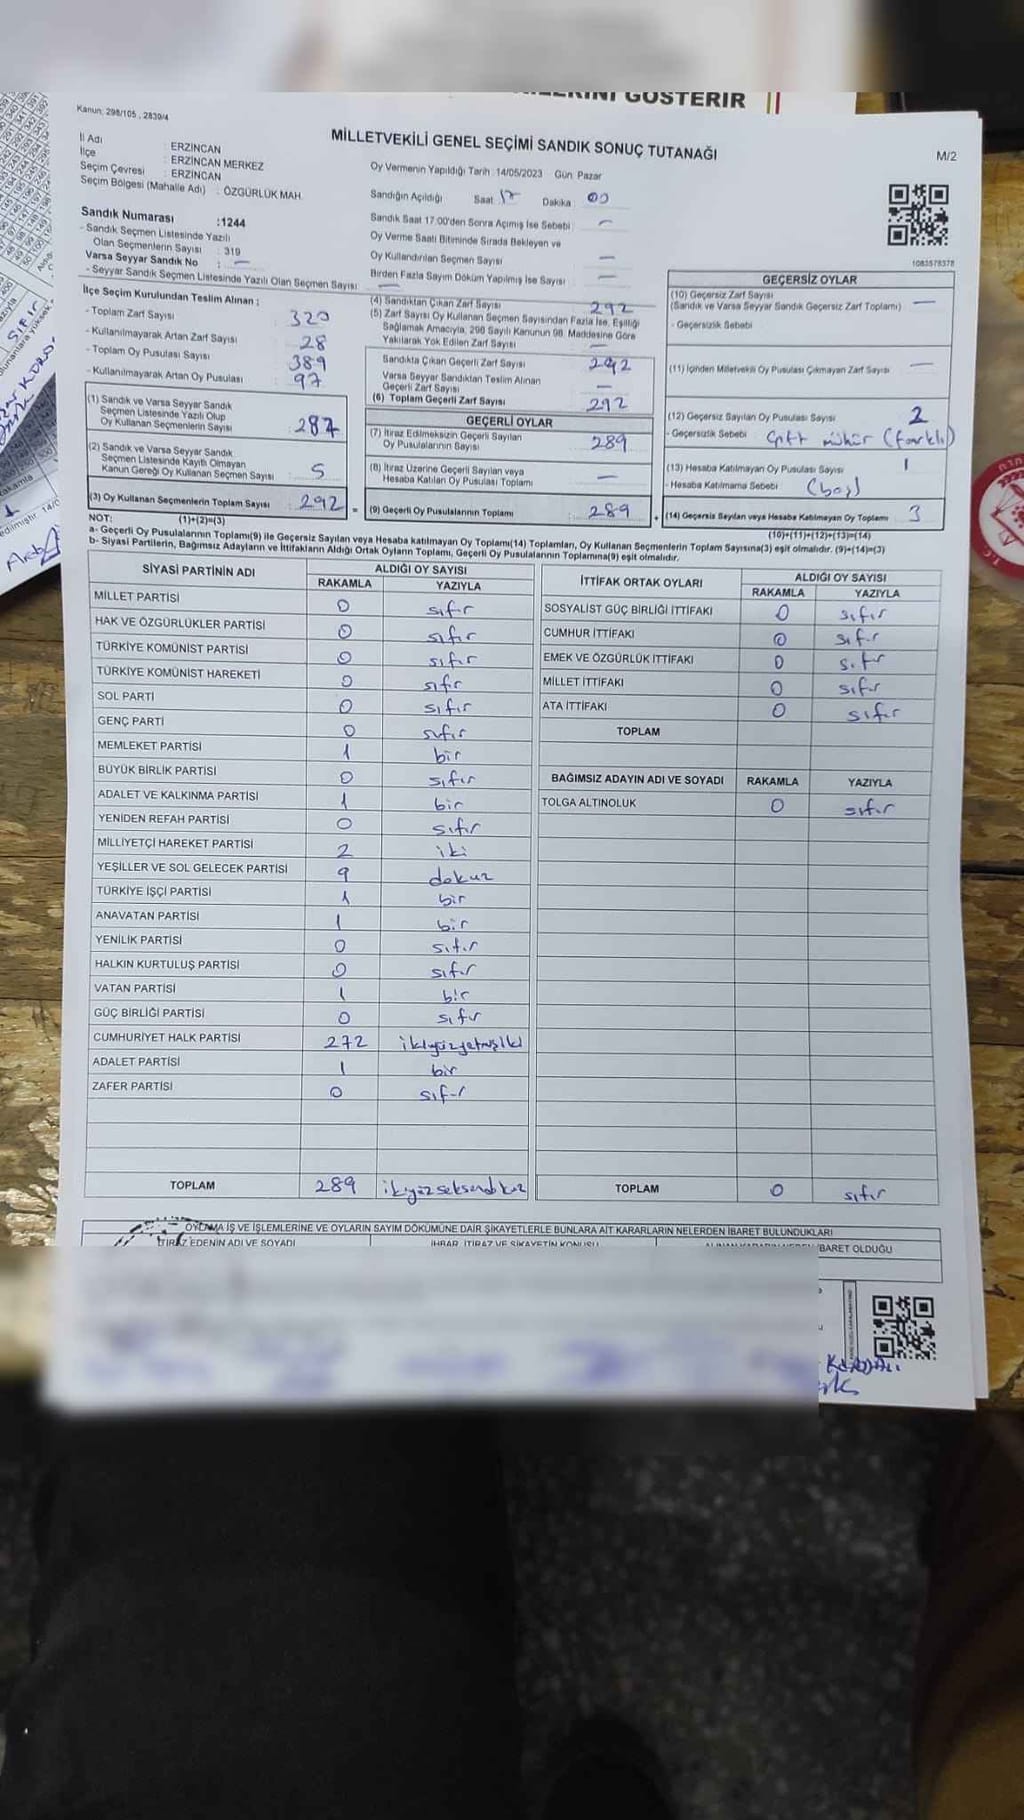 GÖSTERİR
Kanun: 298/105 , 2839/4
MİLLETVEKİLİ GENEL SEÇİMİ SANDIK SONUÇ TUTANAĞI
M/2
İl Adı : ERZİNCAN
İlçe : ERZİNCAN MERKEZ
Seçim Çevresi : ERZİNCAN
Seçim Bölgesi (Mahalle Adı) : ÖZGÜRLÜK MAH.
Oy Vermenin Yapıldığı Tarih : 14/05/2023 Gün: Pazar
Sandığın Açıldığı Saat 17 Dakika : 00
Sandık Saat 17.00'den Sonra Açımış İse Sebebi : —
Oy Verme Saati Bitiminde Sırada Bekleyen ve
Oy Kullandırılan Seçmen Sayısı : —
Birden Fazla Sayım Döküm Yapılmış İse Sayısı : —
Sandık Numarası :1244
- Sandık Seçmen Listesinde Yazılı
Olan Seçmenlerin Sayısı : 319
Varsa Seyyar Sandık No : —
- Seyyar Sandık Seçmen Listesinde Yazılı Olan Seçmen Sayısı : —
1083578378
İlçe Seçim Kurulundan Teslim Alınan :
- Toplam Zarf Sayısı : 320
- Kullanılmayarak Artan Zarf Sayısı : 28
- Toplam Oy Pusulası Sayısı : 389
- Kullanılmayarak Artan Oy Pusulası : 97
(1) Sandık ve Varsa Seyyar Sandık
Seçmen Listesinde Yazılı Olup
Oy Kullanan Seçmenlerin Sayısı : 287
(2) Sandık ve Varsa Seyyar Sandık
Seçmen Listesinde Kayıtlı Olmayan
Kanun Gereği Oy Kullanan Seçmen Sayısı : 5
(3) Oy Kullanan Seçmenlerin Toplam Sayısı : 292 =
(4) Sandıktan Çıkan Zarf Sayısı : 292
(5) Zarf Sayısı Oy Kullanan Seçmen Sayısından Fazla İse, Eşitliği
Sağlamak Amacıyla, 298 Sayılı Kanunun 98. Maddesine Göre
Yakılarak Yok Edilen Zarf Sayısı : —
Sandıkta Çıkan Geçerli Zarf Sayısı : 292
Varsa Seyyar Sandıktan Teslim Alınan
Geçerli Zarf Sayısı : —
(6) Toplam Geçerli Zarf Sayısı : 292
GEÇERLİ OYLAR
(7) İtiraz Edilmeksizin Geçerli Sayılan
Oy Pusulalarının Sayısı : 289
(8) İtiraz Üzerine Geçerli Sayılan veya
Hesaba Katılan Oy Pusulaları Toplamı : —
(9) Geçerli Oy Pusulalarının Toplamı : 289 +
GEÇERSİZ OYLAR
(10) Geçersiz Zarf Sayısı
(Sandık ve Varsa Seyyar Sandık Geçersiz Zarf Toplamı) : —
- Geçersizlik Sebebi :
(11) İçinden Milletvekili Oy Pusulası Çıkmayan Zarf Sayısı : —
(12) Geçersiz Sayılan Oy Pusulası Sayısı : 2
- Geçersizlik Sebebi : Çift mühür (farklı)
(13) Hesaba Katılmayan Oy Pusulası Sayısı : 1
- Hesaba Katılmama Sebebi : (boş)
(14) Geçersiz Sayılan veya Hesaba Katılmayan Oy Toplamı : 3
NOT: (1)+(2)=(3) (10)+(11)+(12)+(13)=(14)
a- Geçerli Oy Pusulalarının Toplamı(9) ile Geçersiz Sayılan veya Hesaba Katılmayan Oy Toplamı(14) Toplamları, Oy Kullanan Seçmenlerin Toplam Sayısına(3) eşit olmalıdır. (9)+(14)=(3)
b- Siyasi Partilerin, Bağımsız Adayların ve İttifakların Aldığı Ortak Oyların Toplamı, Geçerli Oy Pusulalarının Toplamına(9) eşit olmalıdır.
SİYASİ PARTİNİN ADI ALDIĞI OY SAYISI
RAKAMLA YAZIYLA
MİLLET PARTİSİ 0 sıfır
HAK VE ÖZGÜRLÜKLER PARTİSİ 0 sıfır
TÜRKİYE KOMÜNİST PARTİSİ 0 sıfır
TÜRKİYE KOMÜNİST HAREKETİ 0 sıfır
SOL PARTİ 0 sıfır
GENÇ PARTİ 0 sıfır
MEMLEKET PARTİSİ 1 bir
BÜYÜK BİRLİK PARTİSİ 0 sıfır
ADALET VE KALKINMA PARTİSİ 1 bir
YENİDEN REFAH PARTİSİ 0 sıfır
MİLLİYETÇİ HAREKET PARTİSİ 2 iki
YEŞİLLER VE SOL GELECEK PARTİSİ 9 dokuz
TÜRKİYE İŞÇİ PARTİSİ 1 bir
ANAVATAN PARTİSİ 1 bir
YENİLİK PARTİSİ 0 sıfır
HALKIN KURTULUŞ PARTİSİ 0 sıfır
VATAN PARTİSİ 1 bir
GÜÇ BİRLİĞİ PARTİSİ 0 sıfır
CUMHURİYET HALK PARTİSİ 272 ikiyüzyetmişiki
ADALET PARTİSİ 1 bir
ZAFER PARTİSİ 0 sıfır
TOPLAM 289 ikiyüzseksendokuz
İTTİFAK ORTAK OYLARI ALDIĞI OY SAYISI
RAKAMLA YAZIYLA
SOSYALİST GÜÇ BİRLİĞİ İTTİFAKI 0 sıfır
CUMHUR İTTİFAKI 0 sıfır
EMEK VE ÖZGÜRLÜK İTTİFAKI 0 sıfır
MİLLET İTTİFAKI 0 sıfır
ATA İTTİFAKI 0 sıfır
TOPLAM
BAĞIMSIZ ADAYIN ADI VE SOYADI RAKAMLA YAZIYLA
TOLGA ALTINOLUK 0 sıfır
TOPLAM 0 sıfır
OYLAMA İŞ VE İŞLEMLERİNE VE OYLARIN SAYIM DÖKÜMÜNE DAİR ŞİKAYETLERLE BUNLARA AİT KARARLARIN NELERDEN İBARET BULUNDUKLARI
İTİRAZ EDENİN ADI VE SOYADI İHBAR, İTİRAZ VE ŞİKAYETİN KONUSU BARET OLDUĞU